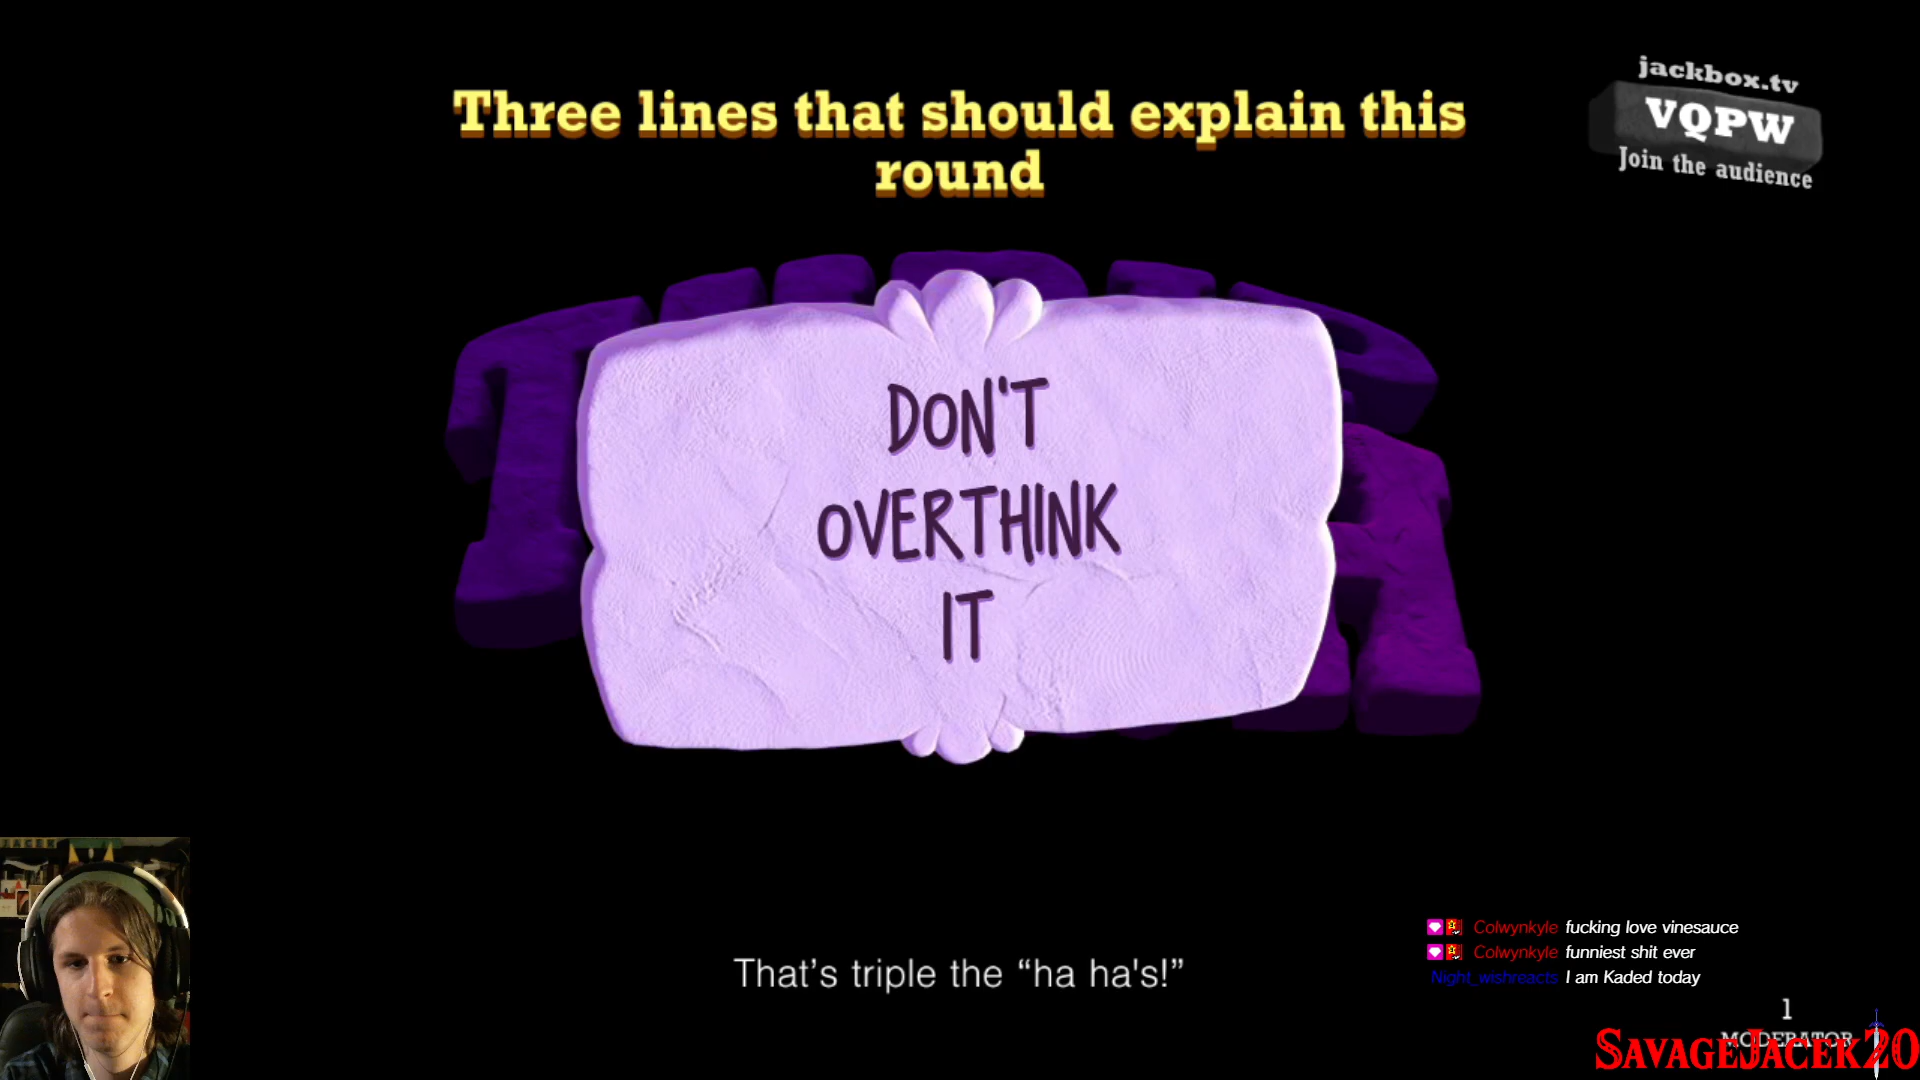 Three lines that should explain this
round
jackbox.tv
VQPW
Join the audience
DON'T
OVERTHINK
IT
That's triple the “ha ha's!”
Colwynkyle fucking love vinesauce
Colwynkyle funniest shit ever
Night_wishreacts I am Kaded today
1
MODERATOR
SAVAGEJACEK20